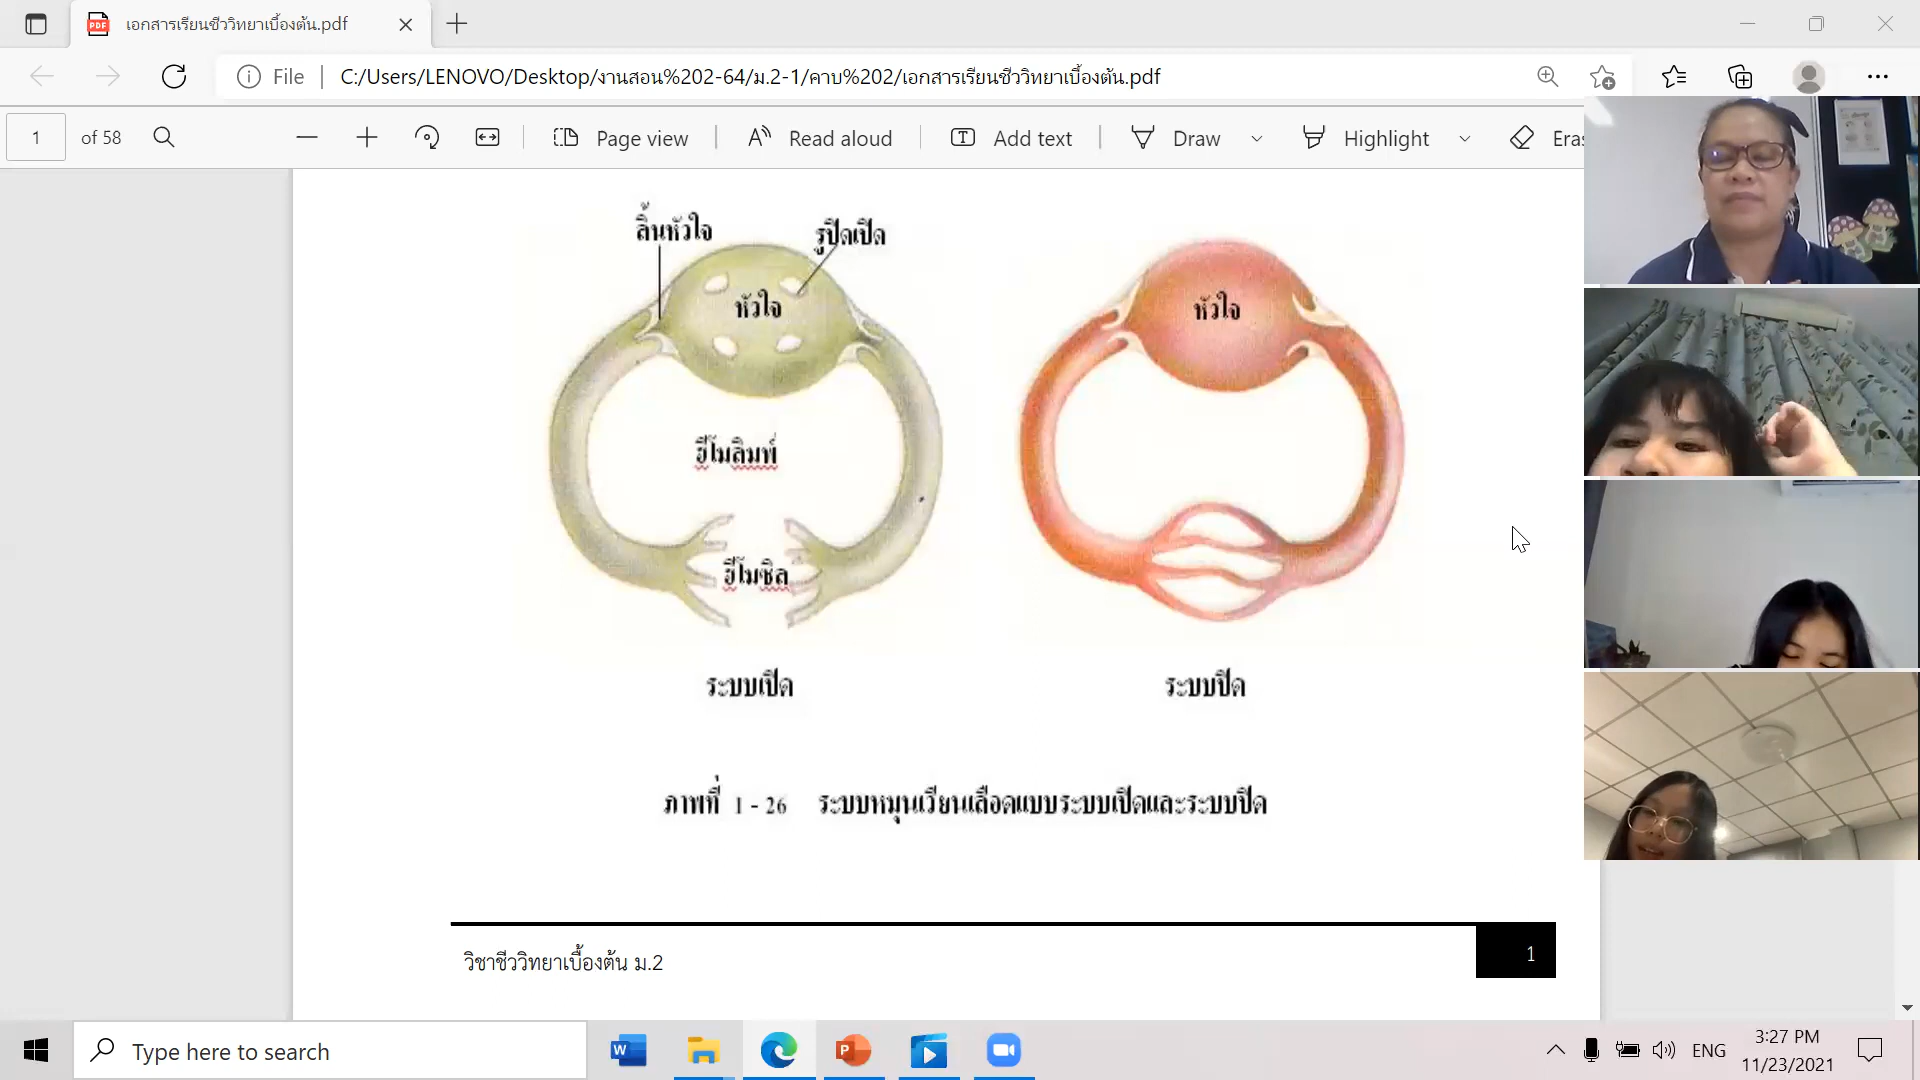 เอกสารเรียนชีววิทยาเบื้องต้น.pdf
File
C:/Users/LENOVO/Desktop/งานสอน%202-64/ม.2-1/คาบ%202/เอกสารเรียนชีววิทยาเบื้องต้น.pdf
1 of 58
Page view
Read aloud
Add text
Draw
Highlight
Eras
ลิ้นหัวใจ
รูปิดเปิด
หัวใจ
หัวใจ
ฮีโมลิมฟ์
ฮีโมซิล
ระบบเปิด
ระบบปิด
ภาพที่ 1 - 26 ระบบหมุนเวียนเลือดแบบระบบเปิดและระบบปิด
วิชาชีววิทยาเบื้องต้น ม.2
1
Type here to search
ENG
3:27 PM
11/23/2021